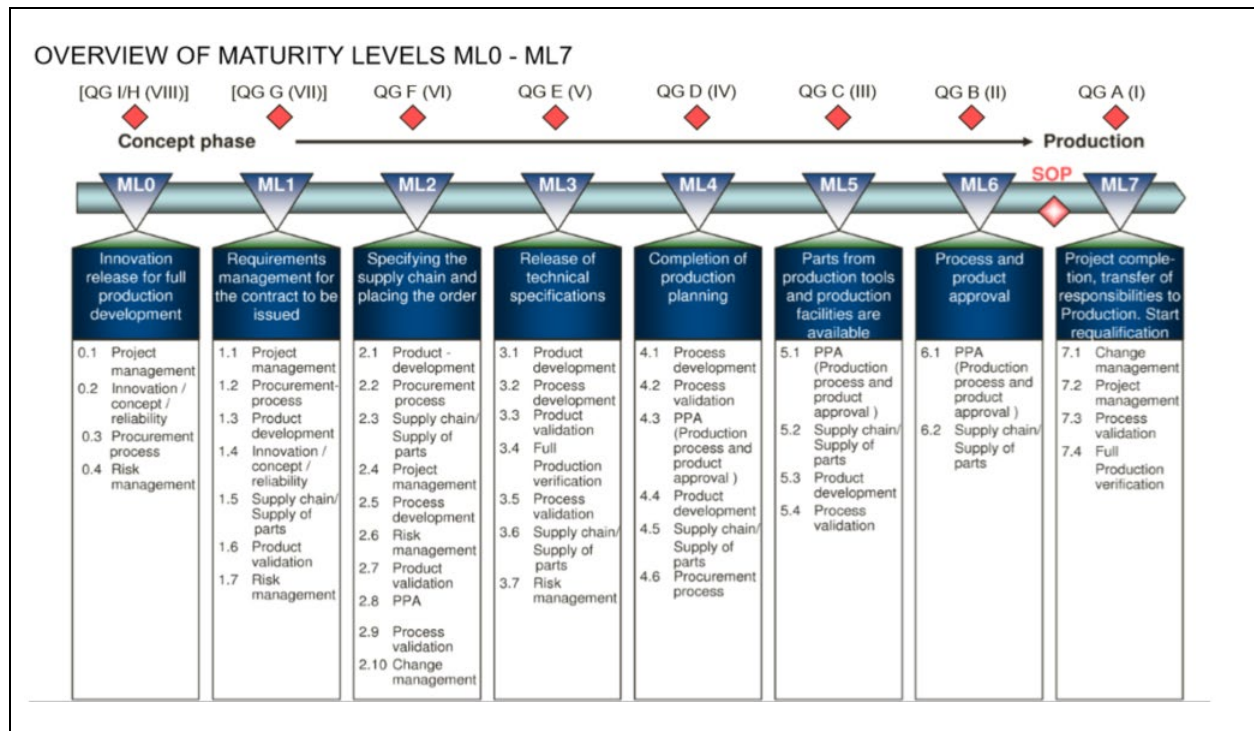 OVERVIEW OF MATURITY LEVELS ML0 - ML7
[QG I/H (VIII)]
[QG G (VII)]
QG F (VI)
QG E (V)
QG D (IV)
QG C (III)
QG B (II)
QG A (I)
Concept phase
Production
SOP
ML0
ML1
ML2
ML3
ML4
ML5
ML6
ML7
Innovation
release for full
production
development
0.1 Project
management
0.2 Innovation /
concept /
reliability
0.3 Procurement
process
0.4 Risk
management
Requirements
management for
the contract to be
issued
1.1 Project
management
1.2 Procurement-
process
1.3 Product
development
1.4 Innovation /
concept /
reliability
1.5 Supply chain/
Supply of
parts
1.6 Product
validation
1.7 Risk
management
Specifying the
supply chain and
placing the order
2.1 Product -
development
2.2 Procurement
process
2.3 Supply chain/
Supply of
parts
2.4 Project
management
2.5 Process
development
2.6 Risk
management
2.7 Product
validation
2.8 PPA
2.9 Process
validation
2.10 Change
management
Release of
technical
specifications
3.1 Product
development
3.2 Process
development
3.3 Product
validation
3.4 Full
Production
verification
3.5 Process
validation
3.6 Supply chain/
Supply of
parts
3.7 Risk
management
Completion of
production
planning
4.1 Process
development
4.2 Process
validation
4.3 PPA
(Production
process and
product
approval )
4.4 Product
development
4.5 Supply chain/
Supply of
parts
4.6 Procurement
process
Parts from
production tools
and production
facilities are
available
5.1 PPA
(Production
process and
product
approval )
5.2 Supply chain/
Supply of
parts
5.3 Product
development
5.4 Process
validation
Process and
product
approval
6.1 PPA
(Production
process and
product
approval )
6.2 Supply chain/
Supply of
parts
Project comple-
tion, transfer of
responsibilities to
Production. Start
requalification
7.1 Change
management
7.2 Project
management
7.3 Process
validation
7.4 Full
Production
verification